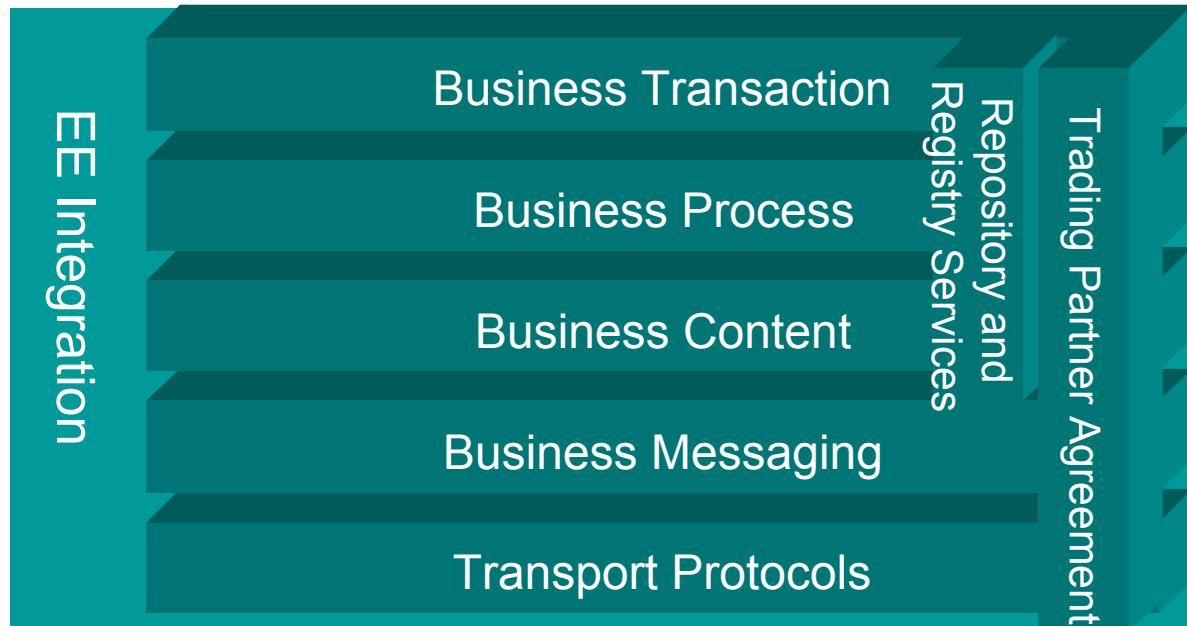 EE Integration
Business Transaction
Business Process
Business Content
Business Messaging
Transport Protocols
Repository and
Registry Services
Trading Partner Agreement